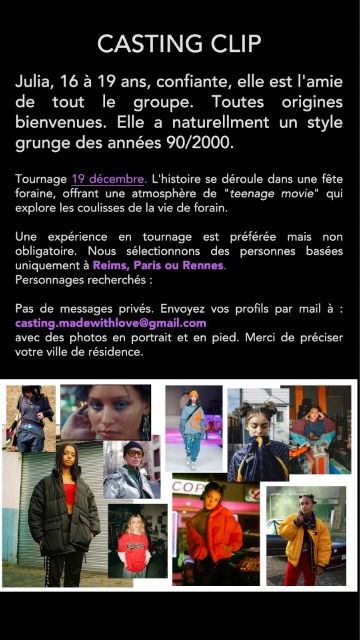 CASTING CLIP
Julia, 16 à 19 ans, confiante, elle est l'amie
de tout le groupe. Toutes origines
bienvenues. Elle a naturellment un style
grunge des années 90/2000.
Tournage 19 décembre. L'histoire se déroule dans une fête
foraine, offrant une atmosphère de "teenage movie" qui
explore les coulisses de la vie de forain.
Une expérience en tournage est préférée mais non
obligatoire. Nous sélectionnons des personnes basées
uniquement à Reims, Paris ou Rennes.
Personnages recherchés :
Pas de messages privés. Envoyez vos profils par mail à :
casting.madewithlove@gmail.com
avec des photos en portrait et en pied. Merci de préciser
votre ville de résidence.
COP